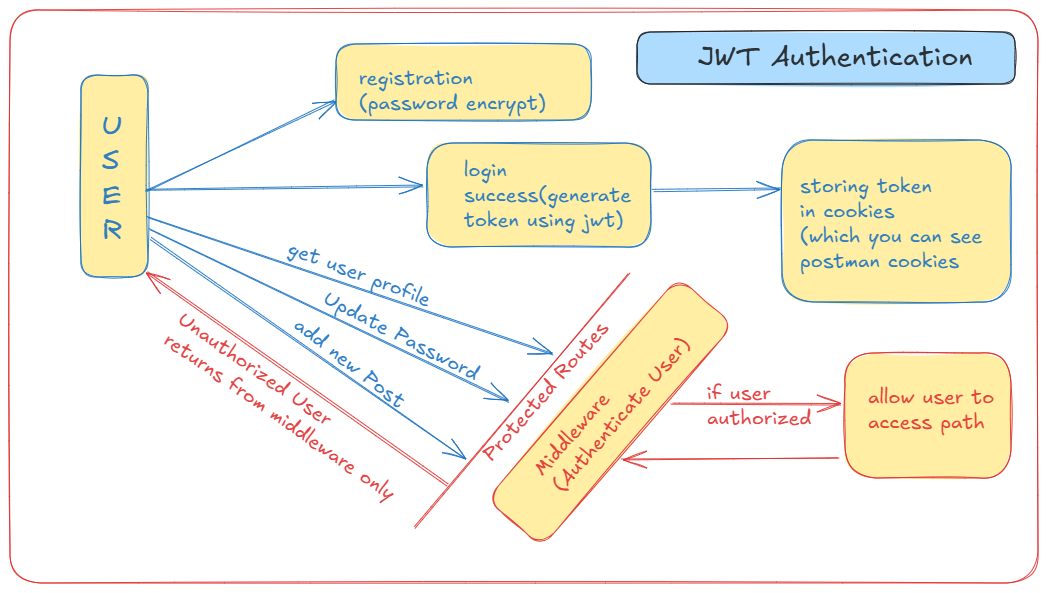 JWT Authentication
U
S
E
R
registration
(password encrypt)
login
success(generate
token using jwt)
storing token
in cookies
(which you can see
postman cookies
get user profile
Update Password
add new Post
Unauthorized User
returns from middleware only
Protected Routes
Middleware
(Authenticate User)
if user
authorized
allow user to
access path